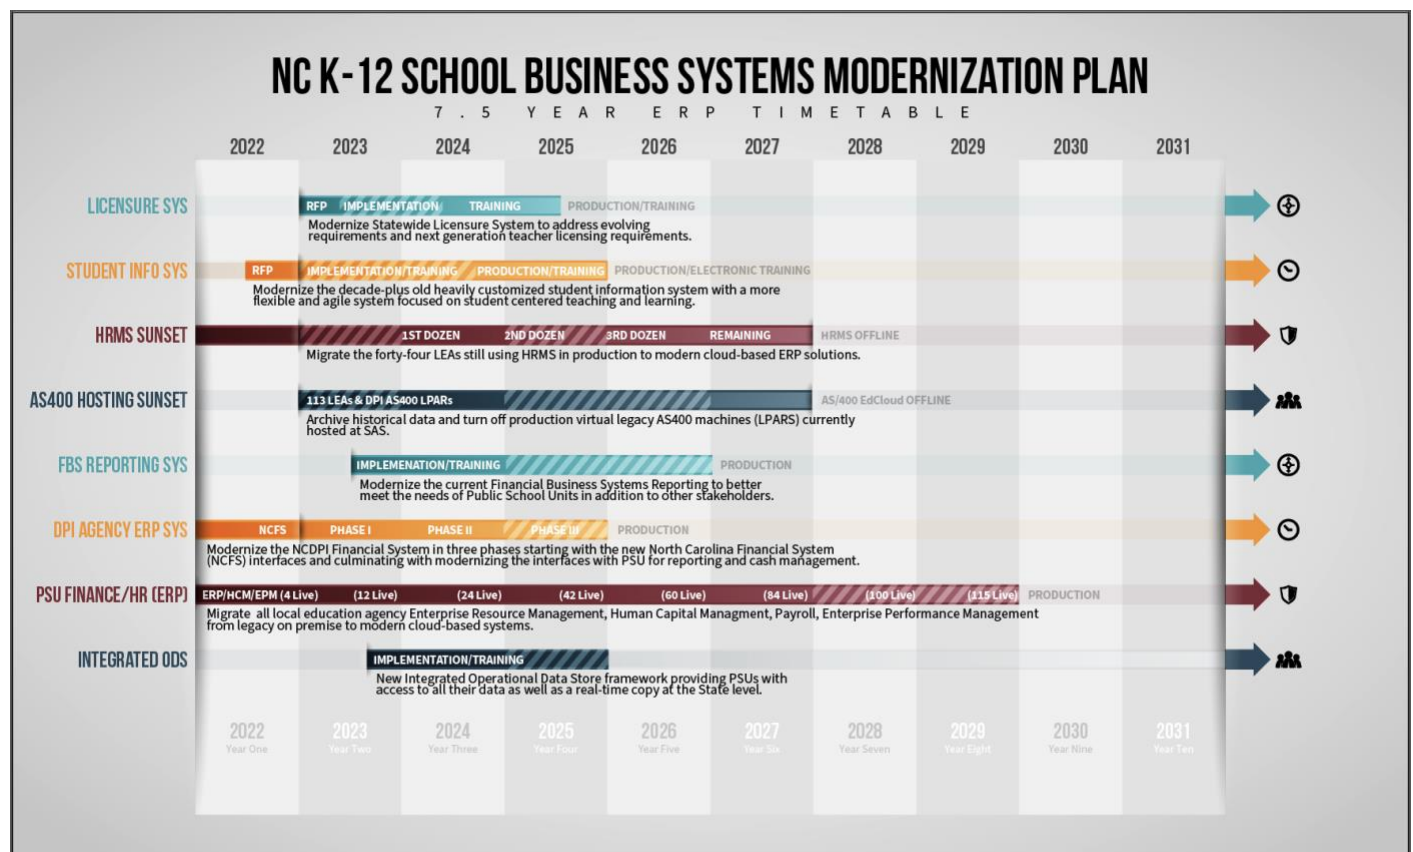 NC K-12 SCHOOL BUSINESS SYSTEMS MODERNIZATION PLAN
7.5 YEAR ERP TIMETABLE
2022 2023 2024 2025 2026 2027 2028 2029 2030 2031
LICENSURE SYS RFP IMPLEMENTATION TRAINING PRODUCTION/TRAINING
Modernize Statewide Licensure System to address evolving
requirements and next generation teacher licensing requirements.
STUDENT INFO SYS RFP IMPLEMENTATION/TRAINING PRODUCTION/TRAINING PRODUCTION/ELECTRONIC TRAINING
Modernize the decade-plus old heavily customized student information system with a more
flexible and agile system focused on student centered teaching and learning.
HRMS SUNSET 1ST DOZEN 2ND DOZEN 3RD DOZEN REMAINING HRMS OFFLINE
Migrate the forty-four LEAs still using HRMS in production to modern cloud-based ERP solutions.
AS400 HOSTING SUNSET 113 LEAs & DPI AS400 LPARs AS/400 EdCloud OFFLINE
Archive historical data and turn off production virtual legacy AS400 machines (LPARS) currently
hosted at SAS.
FBS REPORTING SYS IMPLEMENATION/TRAINING PRODUCTION
Modernize the current Financial Business Systems Reporting to better
meet the needs of Public School Units in addition to other stakeholders.
DPI AGENCY ERP SYS NCFS PHASE I PHASE II PHASE III PRODUCTION
Modernize the NCDPI Financial System in three phases starting with the new North Carolina Financial System
(NCFS) interfaces and culminating with modernizing the interfaces with PSU for reporting and cash management.
PSU FINANCE/HR (ERP) ERP/HCM/EPM (4 Live) (12 Live) (24 Live) (42 Live) (60 Live) (84 Live) (100 Live) (115 Live) PRODUCTION
Migrate all local education agency Enterprise Resource Management, Human Capital Managment, Payroll, Enterprise Performance Management
from legacy on premise to modern cloud-based systems.
INTEGRATED ODS IMPLEMENTATION/TRAINING
New Integrated Operational Data Store framework providing PSUs with
access to all their data as well as a real-time copy at the State level.
2022 2023 2024 2025 2026 2027 2028 2029 2030 2031
Year One Year Two Year Three Year Four Year Five Year Six Year Seven Year Eight Year Nine Year Ten